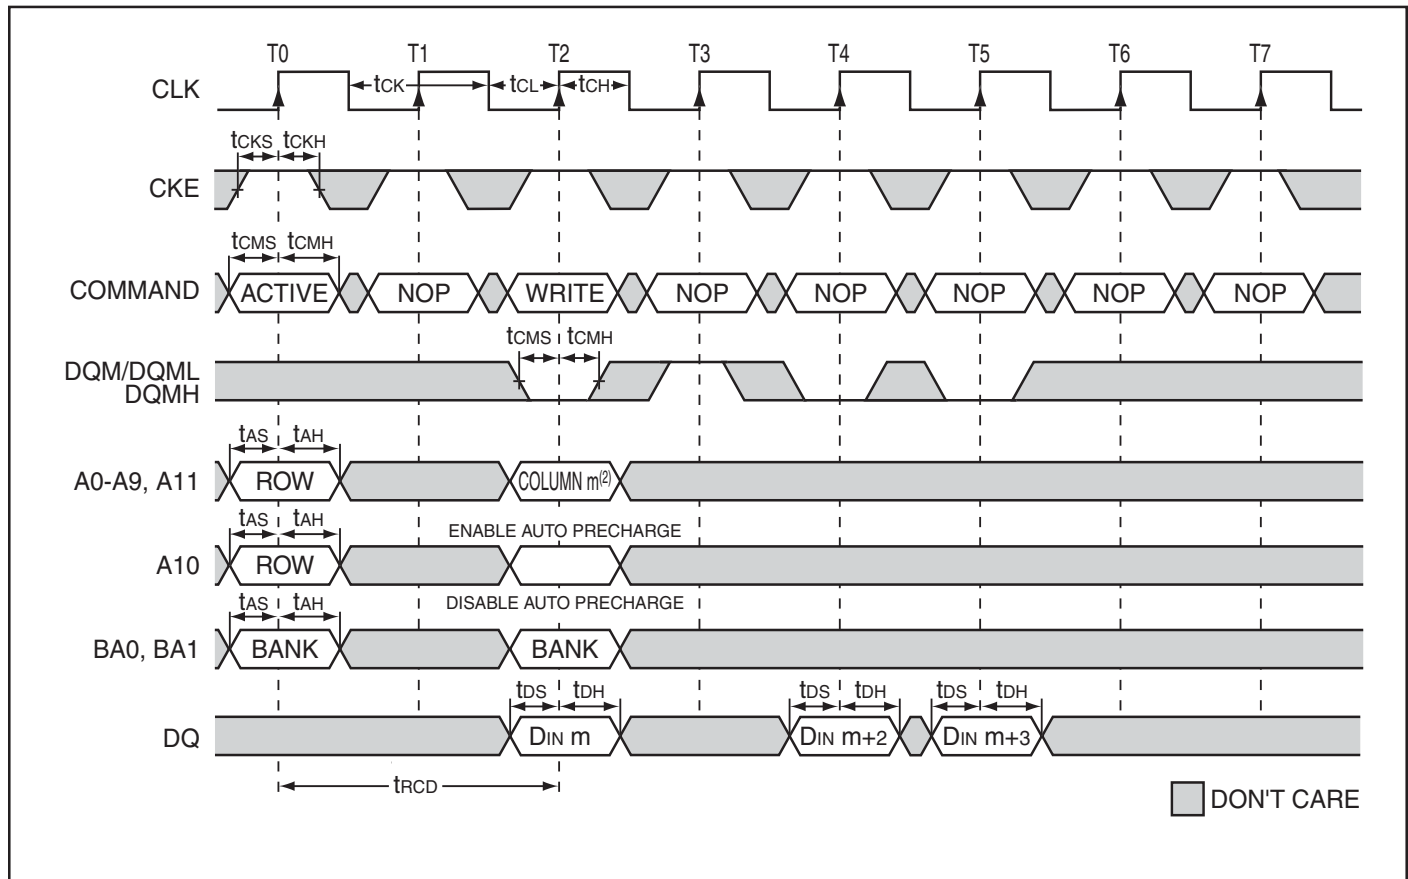 T0 T1 T2 T3 T4 T5 T6 T7
CLK tCK tCL tCH
tCKS tCKH
CKE
tCMS tCMH
COMMAND ACTIVE NOP WRITE NOP NOP NOP NOP NOP
tCMS tCMH
DQM/DQML
DQMH
tAS tAH
A0-A9, A11 ROW COLUMN m(2)
tAS tAH ENABLE AUTO PRECHARGE
A10 ROW
tAS tAH DISABLE AUTO PRECHARGE
BA0, BA1 BANK BANK
tDS tDH tDS tDH tDS tDH
DQ DIN m DIN m+2 DIN m+3
tRCD
DON'T CARE